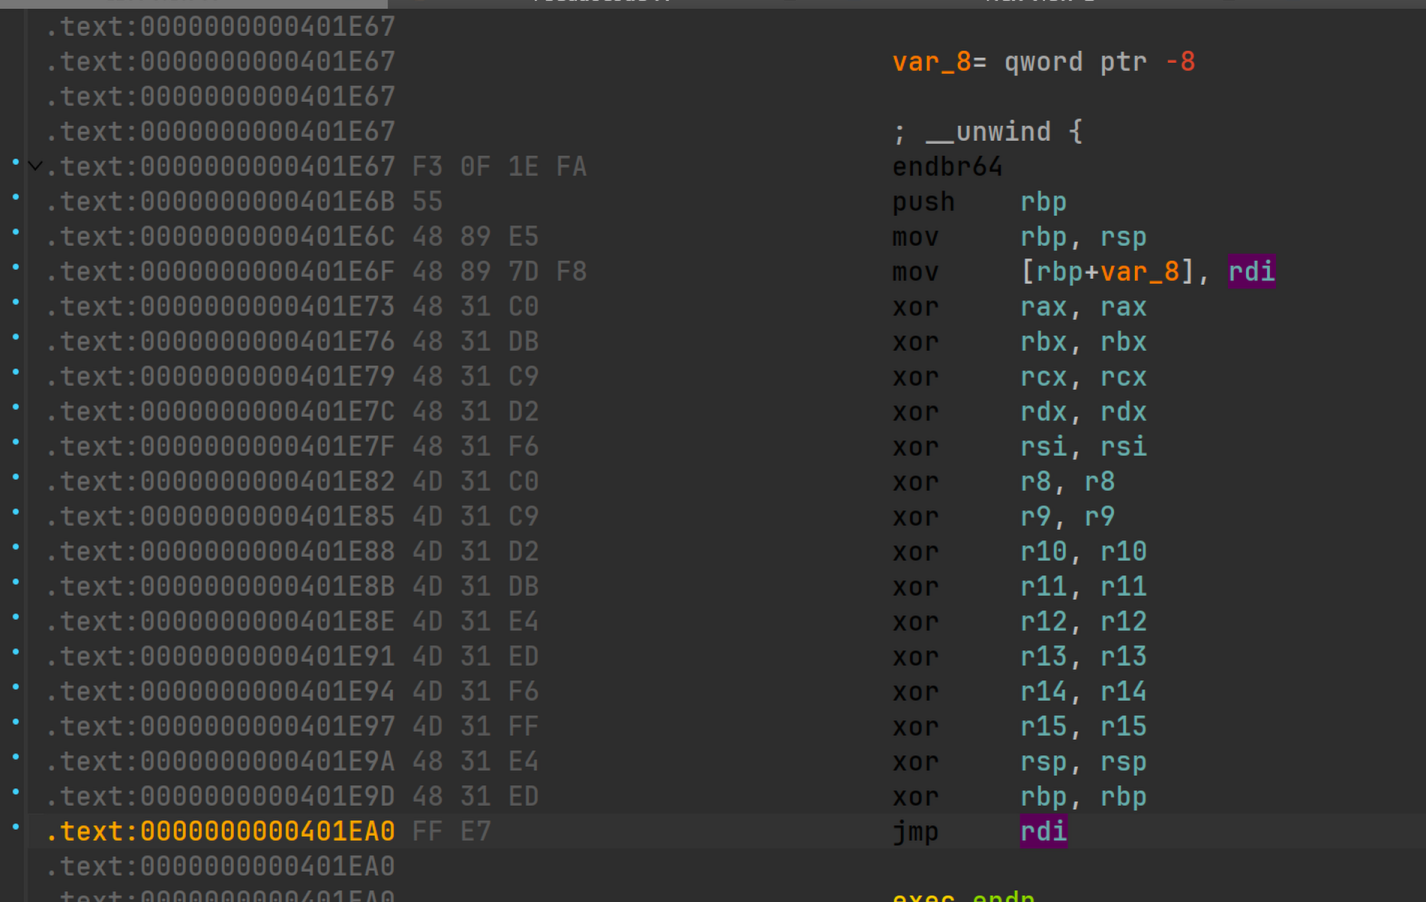 .text:0000000000401E67
.text:0000000000401E67 var_8= qword ptr -8
.text:0000000000401E67
.text:0000000000401E67 ; __unwind {
.text:0000000000401E67 F3 0F 1E FA endbr64
.text:0000000000401E6B 55 push rbp
.text:0000000000401E6C 48 89 E5 mov rbp, rsp
.text:0000000000401E6F 48 89 7D F8 mov [rbp+var_8], rdi
.text:0000000000401E73 48 31 C0 xor rax, rax
.text:0000000000401E76 48 31 DB xor rbx, rbx
.text:0000000000401E79 48 31 C9 xor rcx, rcx
.text:0000000000401E7C 48 31 D2 xor rdx, rdx
.text:0000000000401E7F 48 31 F6 xor rsi, rsi
.text:0000000000401E82 4D 31 C0 xor r8, r8
.text:0000000000401E85 4D 31 C9 xor r9, r9
.text:0000000000401E88 4D 31 D2 xor r10, r10
.text:0000000000401E8B 4D 31 DB xor r11, r11
.text:0000000000401E8E 4D 31 E4 xor r12, r12
.text:0000000000401E91 4D 31 ED xor r13, r13
.text:0000000000401E94 4D 31 F6 xor r14, r14
.text:0000000000401E97 4D 31 FF xor r15, r15
.text:0000000000401E9A 48 31 E4 xor rsp, rsp
.text:0000000000401E9D 48 31 ED xor rbp, rbp
.text:0000000000401EA0 FF E7 jmp rdi
.text:0000000000401EA0
.text:0000000000401EA0 exec endp